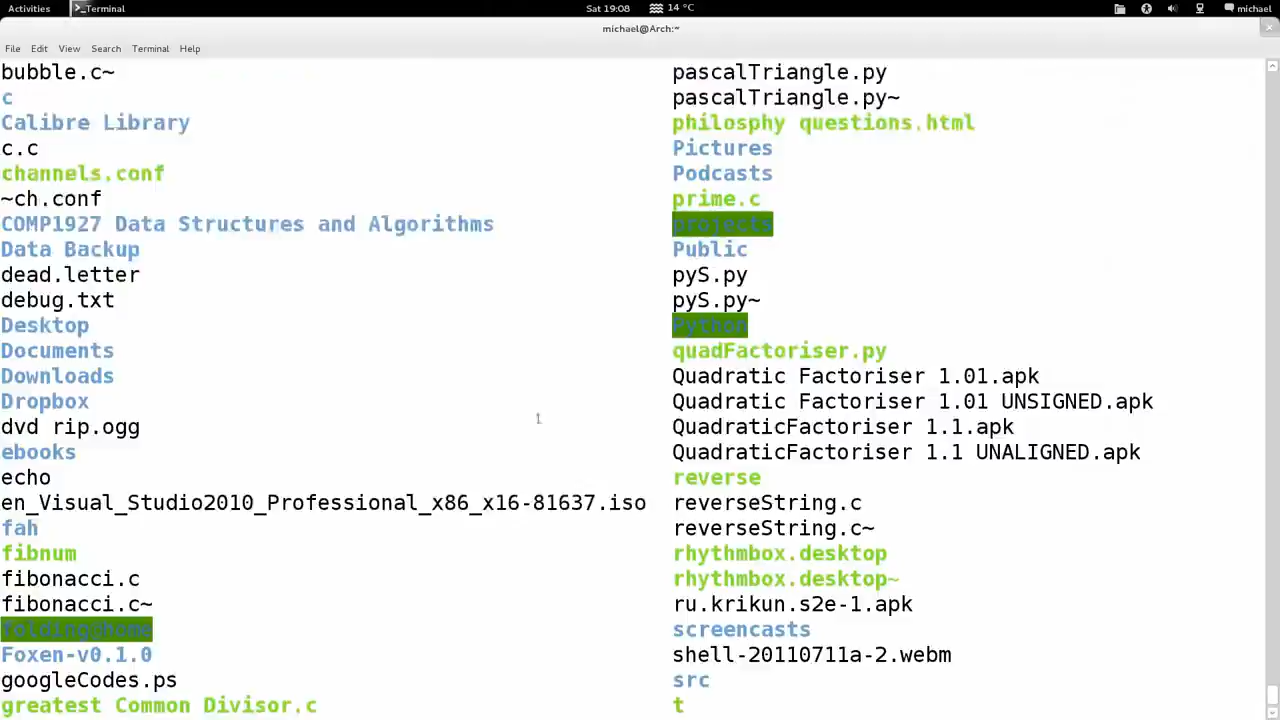 Activities
Terminal
Sat 19:08
14 °C
michael
michael@Arch:~
File Edit View Search Terminal Help
bubble.c~
c
Calibre Library
c.c
channels.conf
~ch.conf
COMP1927 Data Structures and Algorithms
Data Backup
dead.letter
debug.txt
Desktop
Documents
Downloads
Dropbox
dvd rip.ogg
ebooks
echo
en_Visual_Studio2010_Professional_x86_x16-81637.iso
fah
fibnum
fibonacci.c
fibonacci.c~
folding@home
Foxen-v0.1.0
googleCodes.ps
greatest Common Divisor.c
pascalTriangle.py
pascalTriangle.py~
philosphy questions.html
Pictures
Podcasts
prime.c
projects
Public
pyS.py
pyS.py~
Python
quadFactoriser.py
Quadratic Factoriser 1.01.apk
Quadratic Factoriser 1.01 UNSIGNED.apk
QuadraticFactoriser 1.1.apk
QuadraticFactoriser 1.1 UNALIGNED.apk
reverse
reverseString.c
reverseString.c~
rhythmbox.desktop
rhythmbox.desktop~
ru.krikun.s2e-1.apk
screencasts
shell-20110711a-2.webm
src
t